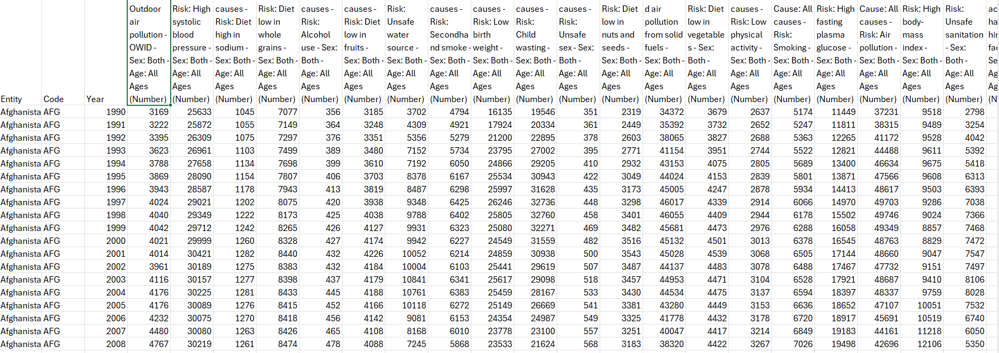 Entity
Code
Year
Outdoor
air
pollution -
OWID -
Sex: Both -
Age: All
Ages
(Number)
Risk: High
systolic
blood
pressure -
Sex: Both -
Age: All
Ages
(Number)
causes -
Risk: Diet
high in
sodium -
Sex: Both -
Age: All
Ages
(Number)
Risk: Diet
low in
whole
grains -
Sex: Both -
Age: All
Ages
(Number)
causes -
Risk:
Alcohol
use - Sex:
Both -
Age: All
Ages
(Number)
causes -
Risk: Diet
low in
fruits -
Sex: Both -
Age: All
Ages
(Number)
Risk:
Unsafe
water
source -
Sex: Both -
Age: All
Ages
(Number)
causes -
Risk:
Secondha
nd smoke -
Sex: Both -
Age: All
Ages
(Number)
causes -
Risk: Low
birth
weight -
Sex: Both -
Age: All
Ages
(Number)
causes -
Risk:
Child
wasting -
Sex: Both -
Age: All
Ages
(Number)
causes -
Risk:
Unsafe
sex - Sex:
Both -
Age: All
Ages
(Number)
Risk: Diet
low in
nuts and
seeds -
Sex: Both -
Age: All
Ages
(Number)
d air
pollution
from solid
fuels -
Sex: Both -
Age: All
Ages
(Number)
Risk: Diet
low in
vegetable
s - Sex:
Both -
Age: All
Ages
(Number)
causes -
Risk: Low
physical
activity -
Sex: Both -
Age: All
Ages
(Number)
Cause: All
causes -
Risk:
Smoking -
Sex: Both -
Age: All
Ages
(Number)
Risk: High
fasting
plasma
glucose -
Sex: Both -
Age: All
Ages
(Number)
Cause: All
causes -
Risk: Air
pollution -
Sex: Both -
Age: All
Ages
(Number)
Risk: High
body-
mass
index -
Sex: Both -
Age: All
Ages
(Number)
Risk:
Unsafe
sanitation
- Sex:
Both -
Age: All
Ages
(Number)
Afghanista AFG 1990 3169 25633 1045 7077 356 3185 3702 4794 16135 19546 351 2319 34372 3679 2637 5174 11449 37231 9518 2798
Afghanista AFG 1991 3222 25872 1055 7149 364 3248 4309 4921 17924 20334 361 2449 35392 3732 2652 5247 11811 38315 9489 3254
Afghanista AFG 1992 3395 26309 1075 7297 376 3351 5356 5279 21200 22895 378 2603 38065 3827 2688 5363 12265 41172 9528 4042
Afghanista AFG 1993 3623 26961 1103 7499 389 3480 7152 5734 23795 27002 395 2771 41154 3951 2744 5522 12821 44488 9611 5392
Afghanista AFG 1994 3788 27658 1134 7698 399 3610 7192 6050 24866 29205 410 2932 43153 4075 2805 5689 13400 46634 9675 5418
Afghanista AFG 1995 3869 28090 1154 7807 406 3703 8378 6167 25534 30943 422 3049 44024 4153 2839 5801 13871 47566 9608 6313
Afghanista AFG 1996 3943 28587 1178 7943 413 3819 8487 6298 25997 31628 435 3173 45005 4247 2878 5934 14413 48617 9503 6393
Afghanista AFG 1997 4024 29021 1202 8075 420 3938 9348 6425 26246 32736 448 3298 46017 4339 2914 6066 14970 49703 9286 7038
Afghanista AFG 1998 4040 29349 1222 8173 425 4038 9788 6402 25805 32760 458 3401 46055 4409 2944 6178 15502 49746 9024 7366
Afghanista AFG 1999 4042 29712 1242 8265 426 4127 9931 6323 25080 32271 469 3482 45681 4473 2976 6288 16058 49349 8857 7468
Afghanista AFG 2000 4021 29999 1260 8328 427 4174 9942 6227 24549 31559 482 3516 45132 4501 3013 6378 16545 48763 8829 7472
Afghanista AFG 2001 4014 30421 1282 8440 432 4226 10052 6214 24859 30938 500 3543 45028 4539 3068 6505 17144 48660 9047 7547
Afghanista AFG 2002 3961 30189 1275 8383 432 4184 10004 6103 25441 29619 507 3487 44137 4483 3078 6488 17467 47732 9151 7497
Afghanista AFG 2003 4116 30157 1277 8398 437 4179 10841 6341 25617 29098 518 3457 44953 4471 3104 6528 17921 48687 9410 8106
Afghanista AFG 2004 4176 30225 1281 8433 445 4188 10761 6383 25459 28167 533 3430 44534 4475 3137 6594 18397 48337 9759 8028
Afghanista AFG 2005 4176 30089 1276 8415 452 4166 10118 6272 25149 26669 541 3381 43280 4449 3153 6636 18652 47107 10051 7532
Afghanista AFG 2006 4232 30075 1270 8418 456 4142 9081 6153 24354 24987 549 3325 41778 4432 3178 6720 18917 45691 10519 6740
Afghanista AFG 2007 4480 30080 1263 8426 465 4108 8168 6010 23778 23100 557 3251 40047 4417 3214 6849 19183 44161 11218 6050
Afghanista AFG 2008 4767 30219 1261 8474 478 4088 7245 5868 23533 21624 568 3183 38320 4422 3267 7026 19498 42696 12106 5350